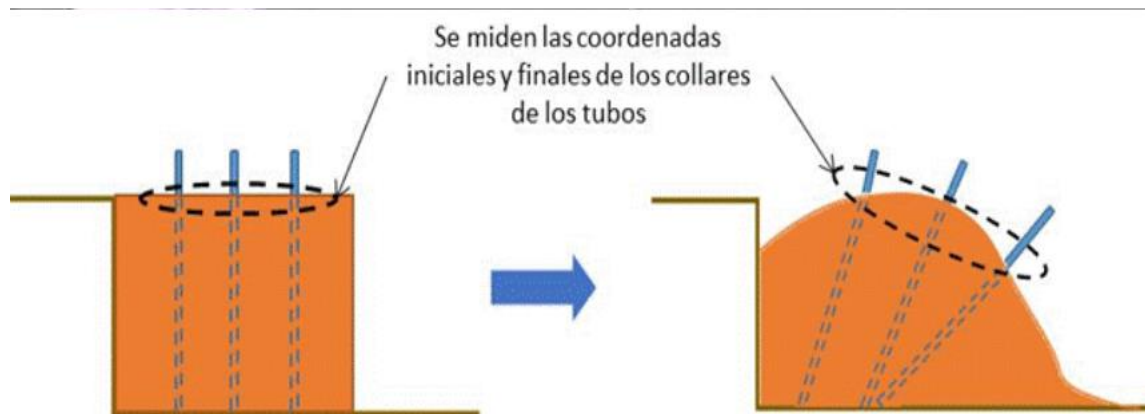 Se miden las coordenadas
iniciales y finales de los collares
de los tubos